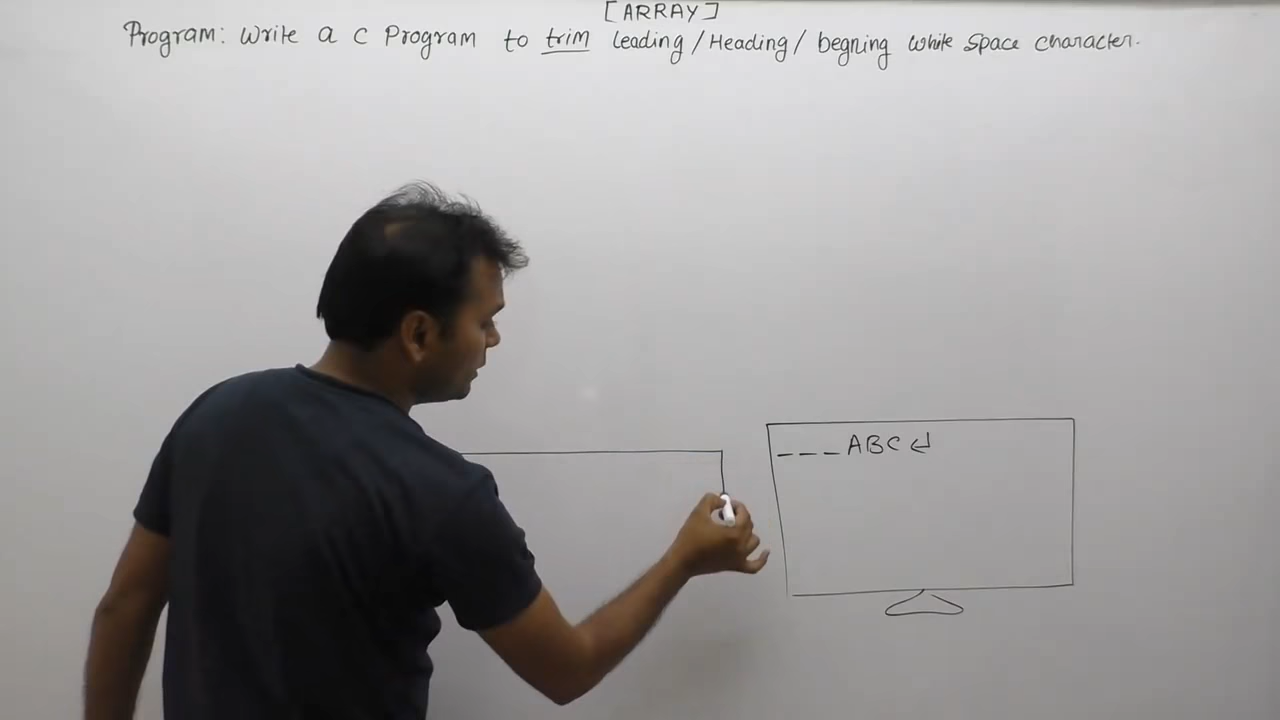 [ARRAY]
Program: Write a C Program to trim leading/Heading/begning white space character.
___ABC↵